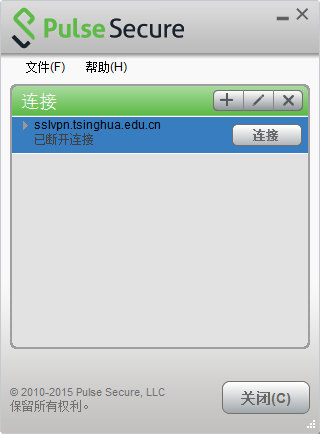 Pulse Secure
文件(F) 帮助(H)
连接
sslvpn.tsinghua.edu.cn
已断开连接
连接
© 2010-2015 Pulse Secure, LLC
保留所有权利。
关闭(C)